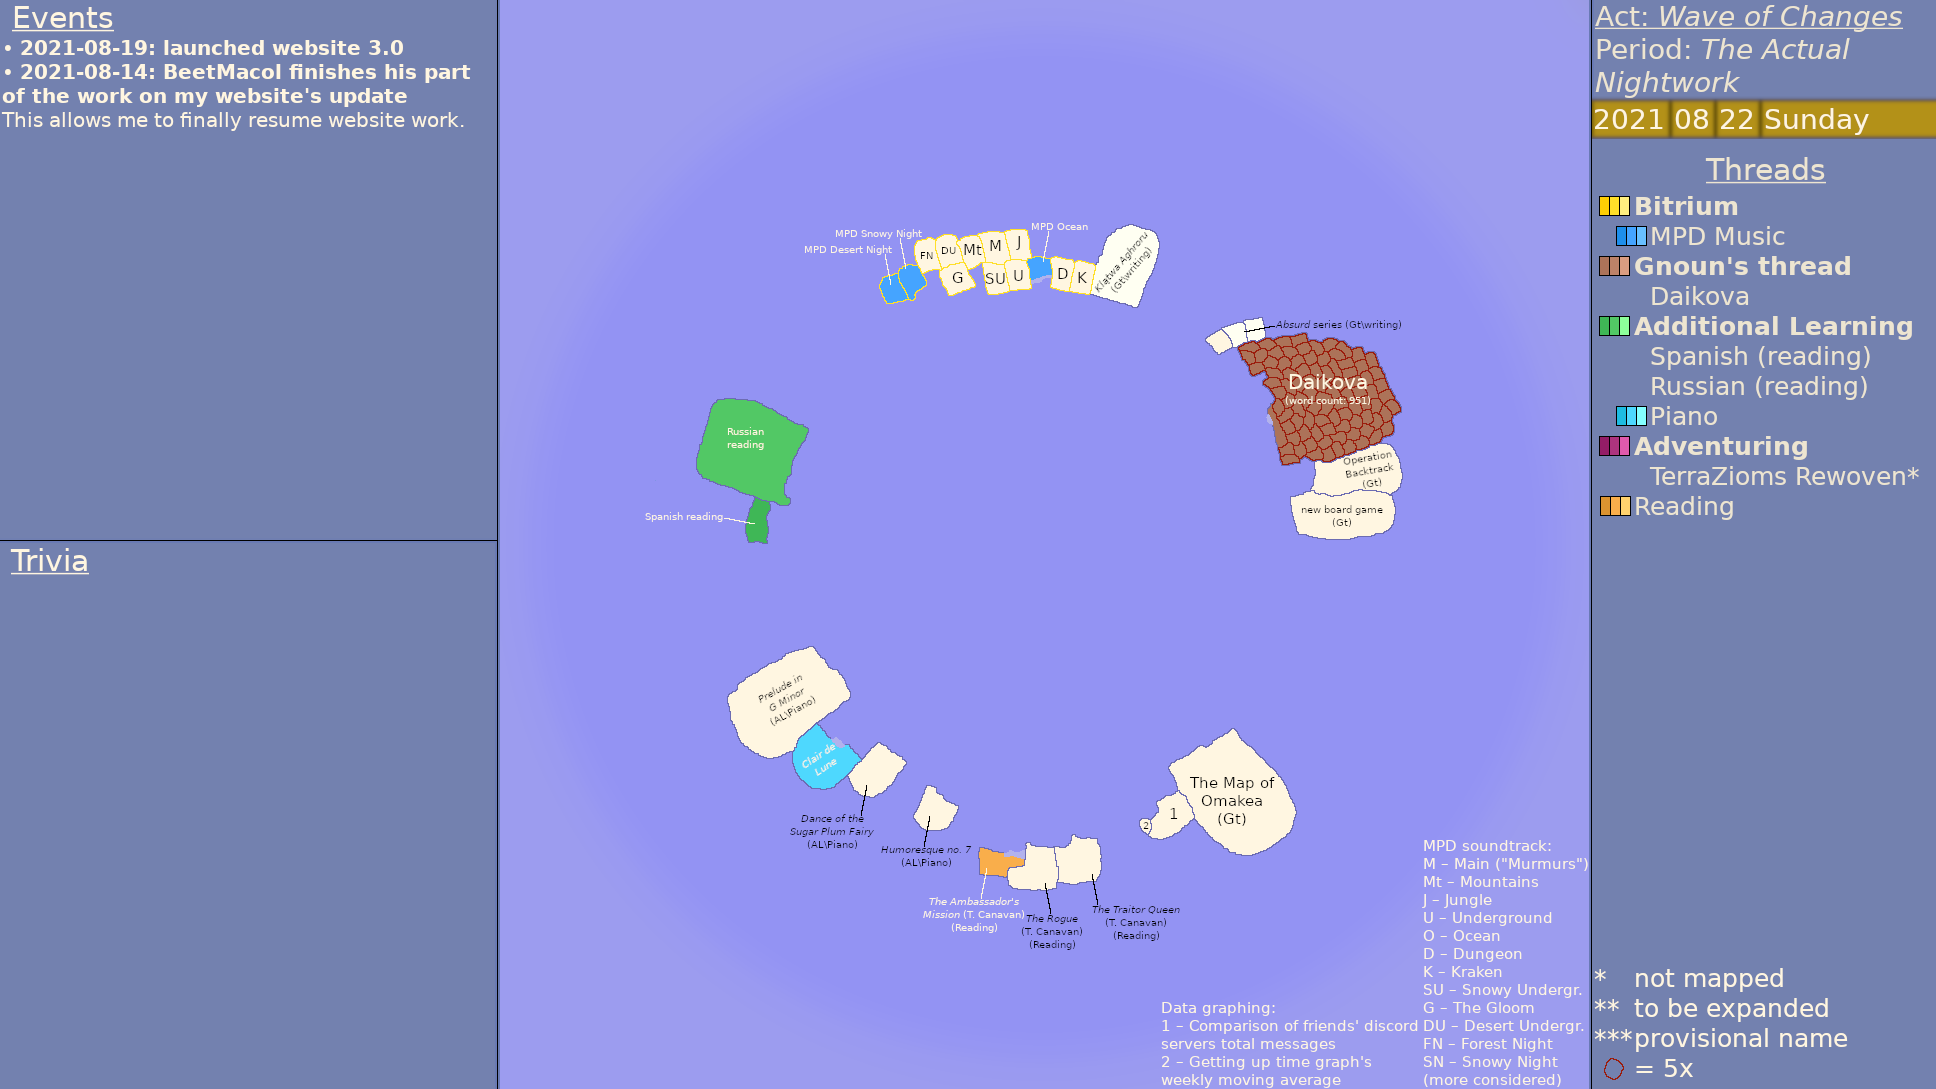 Events
• 2021-08-19: launched website 3.0
• 2021-08-14: BeetMacol finishes his part
of the work on my website's update
This allows me to finally resume website work.
Trivia
MPD Snowy Night
MPD Desert Night
MPD Ocean
FN
DU
Mt
M
J
G
SU
U
D
K
Klątwa Aghroru
(Gt\writing)
Absurd series (Gt\writing)
Daikova
(word count: 951)
Operation
Backtrack
(Gt)
new board game
(Gt)
Russian
reading
Spanish reading
Prelude in
G Minor
(AL\Piano)
Clair de
Lune
Dance of the
Sugar Plum Fairy
(AL\Piano)
Humoresque no. 7
(AL\Piano)
The Ambassador's
Mission (T. Canavan)
(Reading)
The Rogue
(T. Canavan)
(Reading)
The Traitor Queen
(T. Canavan)
(Reading)
The Map of
Omakea
(Gt)
1
2
Data graphing:
1 – Comparison of friends' discord
servers total messages
2 – Getting up time graph's
weekly moving average
MPD soundtrack:
M – Main ("Murmurs")
Mt – Mountains
J – Jungle
U – Underground
O – Ocean
D – Dungeon
K – Kraken
SU – Snowy Undergr.
G – The Gloom
DU – Desert Undergr.
FN – Forest Night
SN – Snowy Night
(more considered)
Act: Wave of Changes
Period: The Actual
Nightwork
2021 08 22 Sunday
Threads
Bitrium
MPD Music
Gnoun's thread
Daikova
Additional Learning
Spanish (reading)
Russian (reading)
Piano
Adventuring
TerraZioms Rewoven*
Reading
* not mapped
** to be expanded
*** provisional name
= 5x